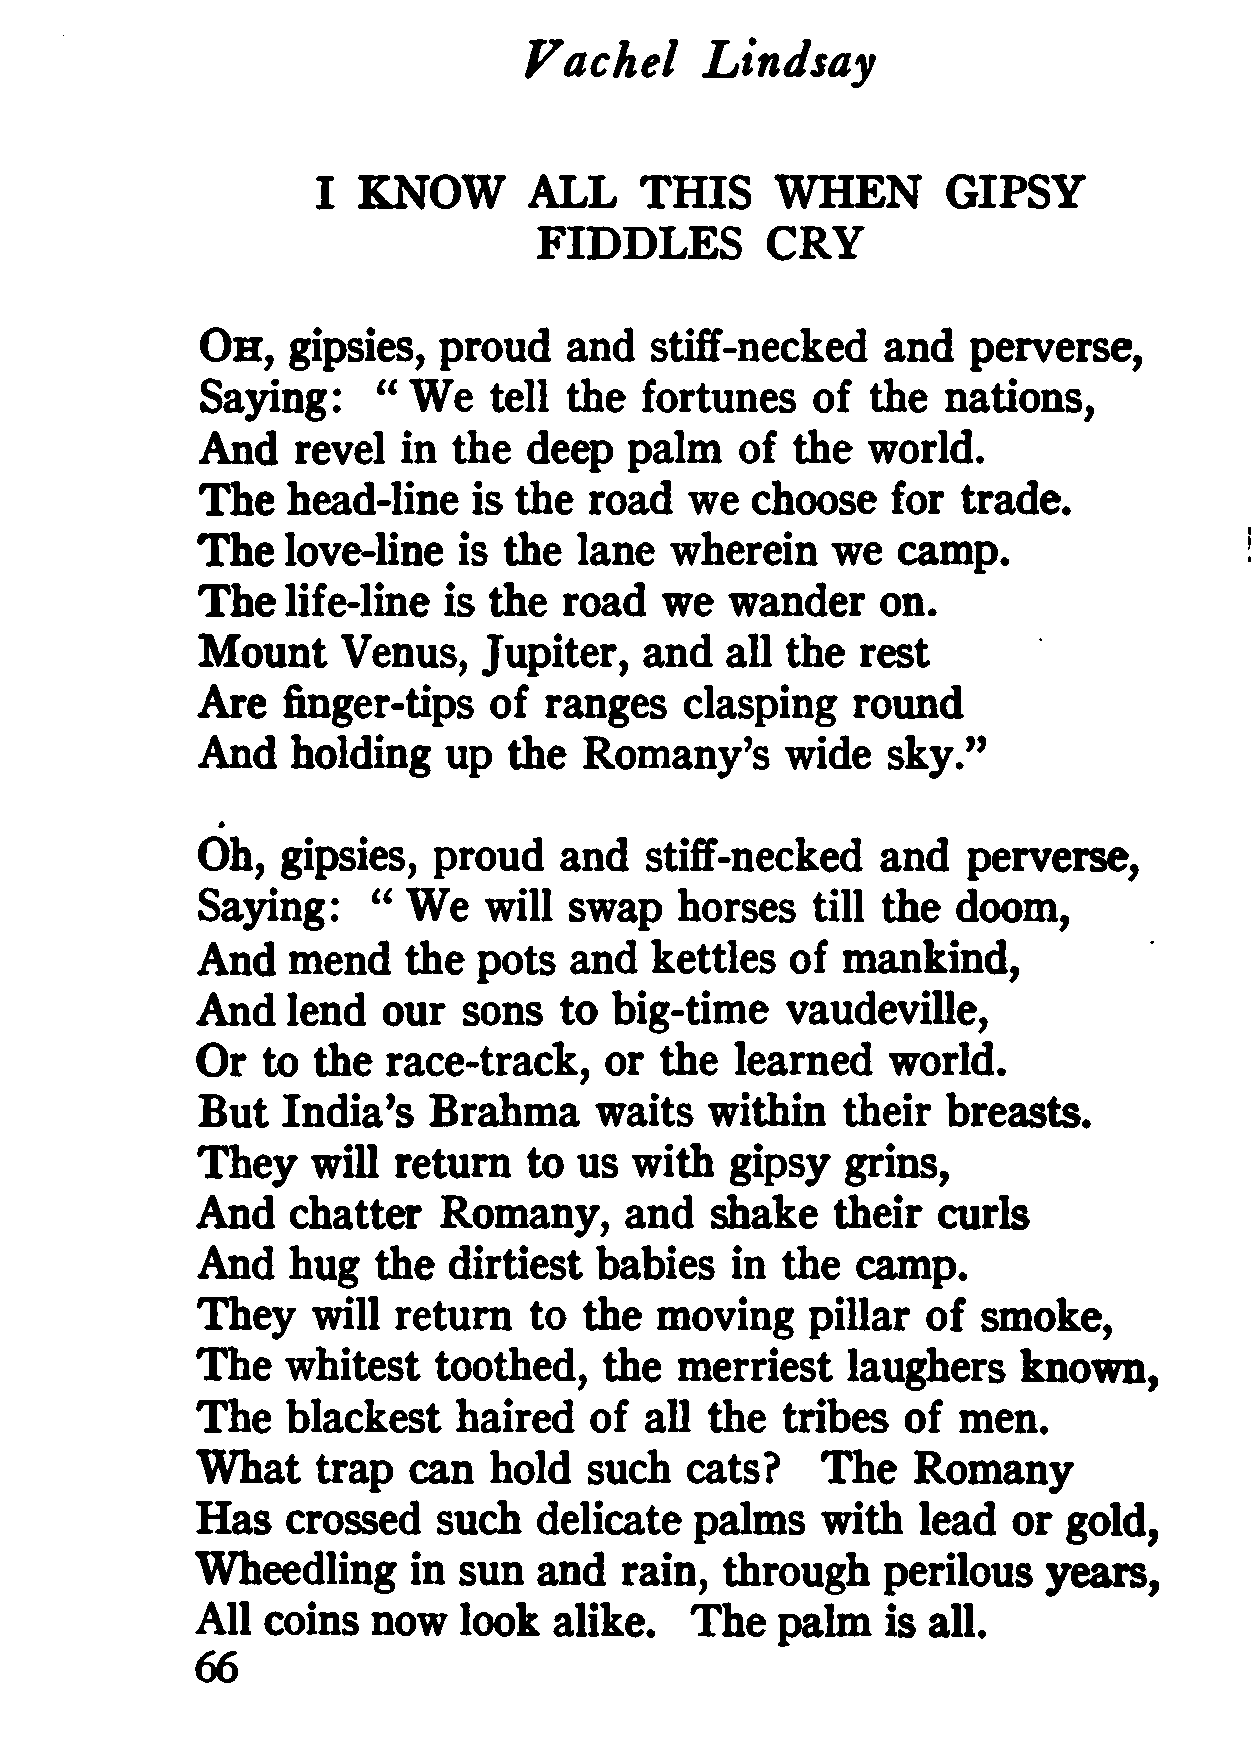 Vachel Lindsay
I KNOW ALL THIS WHEN GIPSY
FIDDLES CRY
OH, gipsies, proud and stiff-necked and perverse,
Saying: “ We tell the fortunes of the nations,
And revel in the deep palm of the world.
The head-line is the road we choose for trade.
The love-line is the lane wherein we camp.
The life-line is the road we wander on.
Mount Venus, Jupiter, and all the rest
Are finger-tips of ranges clasping round
And holding up the Romany’s wide sky.”
Oh, gipsies, proud and stiff-necked and perverse,
Saying: “ We will swap horses till the doom,
And mend the pots and kettles of mankind,
And lend our sons to big-time vaudeville,
Or to the race-track, or the learned world.
But India’s Brahma waits within their breasts.
They will return to us with gipsy grins,
And chatter Romany, and shake their curls
And hug the dirtiest babies in the camp.
They will return to the moving pillar of smoke,
The whitest toothed, the merriest laughers known,
The blackest haired of all the tribes of men.
What trap can hold such cats? The Romany
Has crossed such delicate palms with lead or gold,
Wheedling in sun and rain, through perilous years,
All coins now look alike. The palm is all.
66